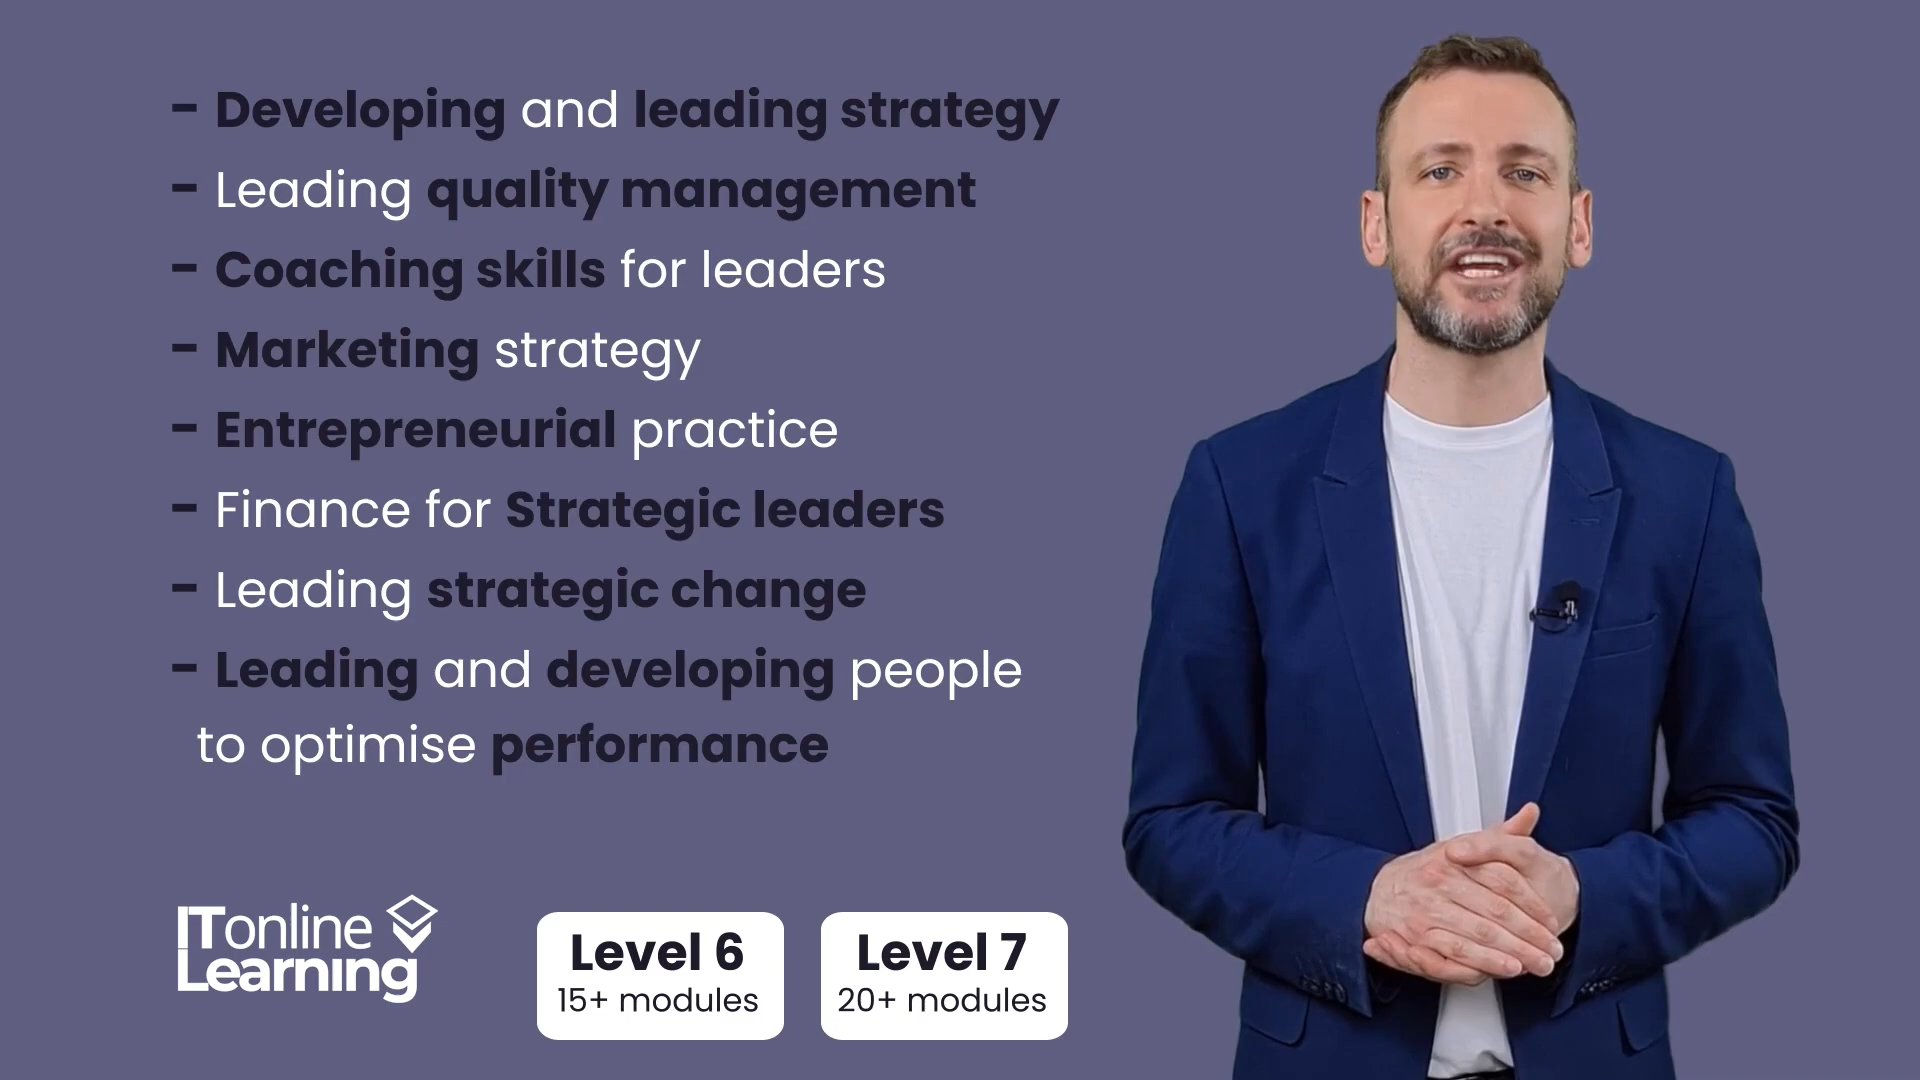 - Developing and leading strategy
- Leading quality management
- Coaching skills for leaders
- Marketing strategy
- Entrepreneurial practice
- Finance for Strategic leaders
- Leading strategic change
- Leading and developing people
to optimise performance
ITonline
Learning
Level 6
15+ modules
Level 7
20+ modules